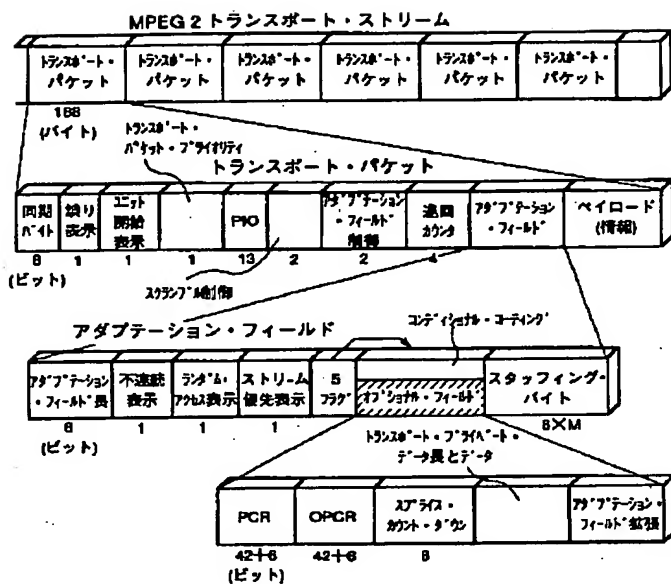 MPEG 2 トランスポート・ストリーム
トランスポート・パケット トランスポート・パケット トランスポート・パケット トランスポート・パケット トランスポート・パケット トランスポート・パケット
188
(バイト)
トランスポート・
パケット・プライオリティ
トランスポート・パケット
同期バイト 誤り表示 ユニット開始表示 PID アダプテーション・フィールド制御 巡回カウンタ アダプテーション・フィールド ペイロード(情報)
8 1 1 1 13 2 2 4
(ビット)
スクランブル制御
コンディショナル・コーディング
アダプテーション・フィールド
アダプテーション・フィールド長 不連続表示 ランダム・アクセス表示 ストリーム優先表示 5フラグ オプショナル・フィールド スタッフィング・バイト
8 1 1 1 8×M
(ビット)
トランスポート・プライベート・
データ長とデータ
PCR OPCR スプライス・カウント・ダウン アダプテーション・フィールド拡張
42+6 42+6 8
(ビット)